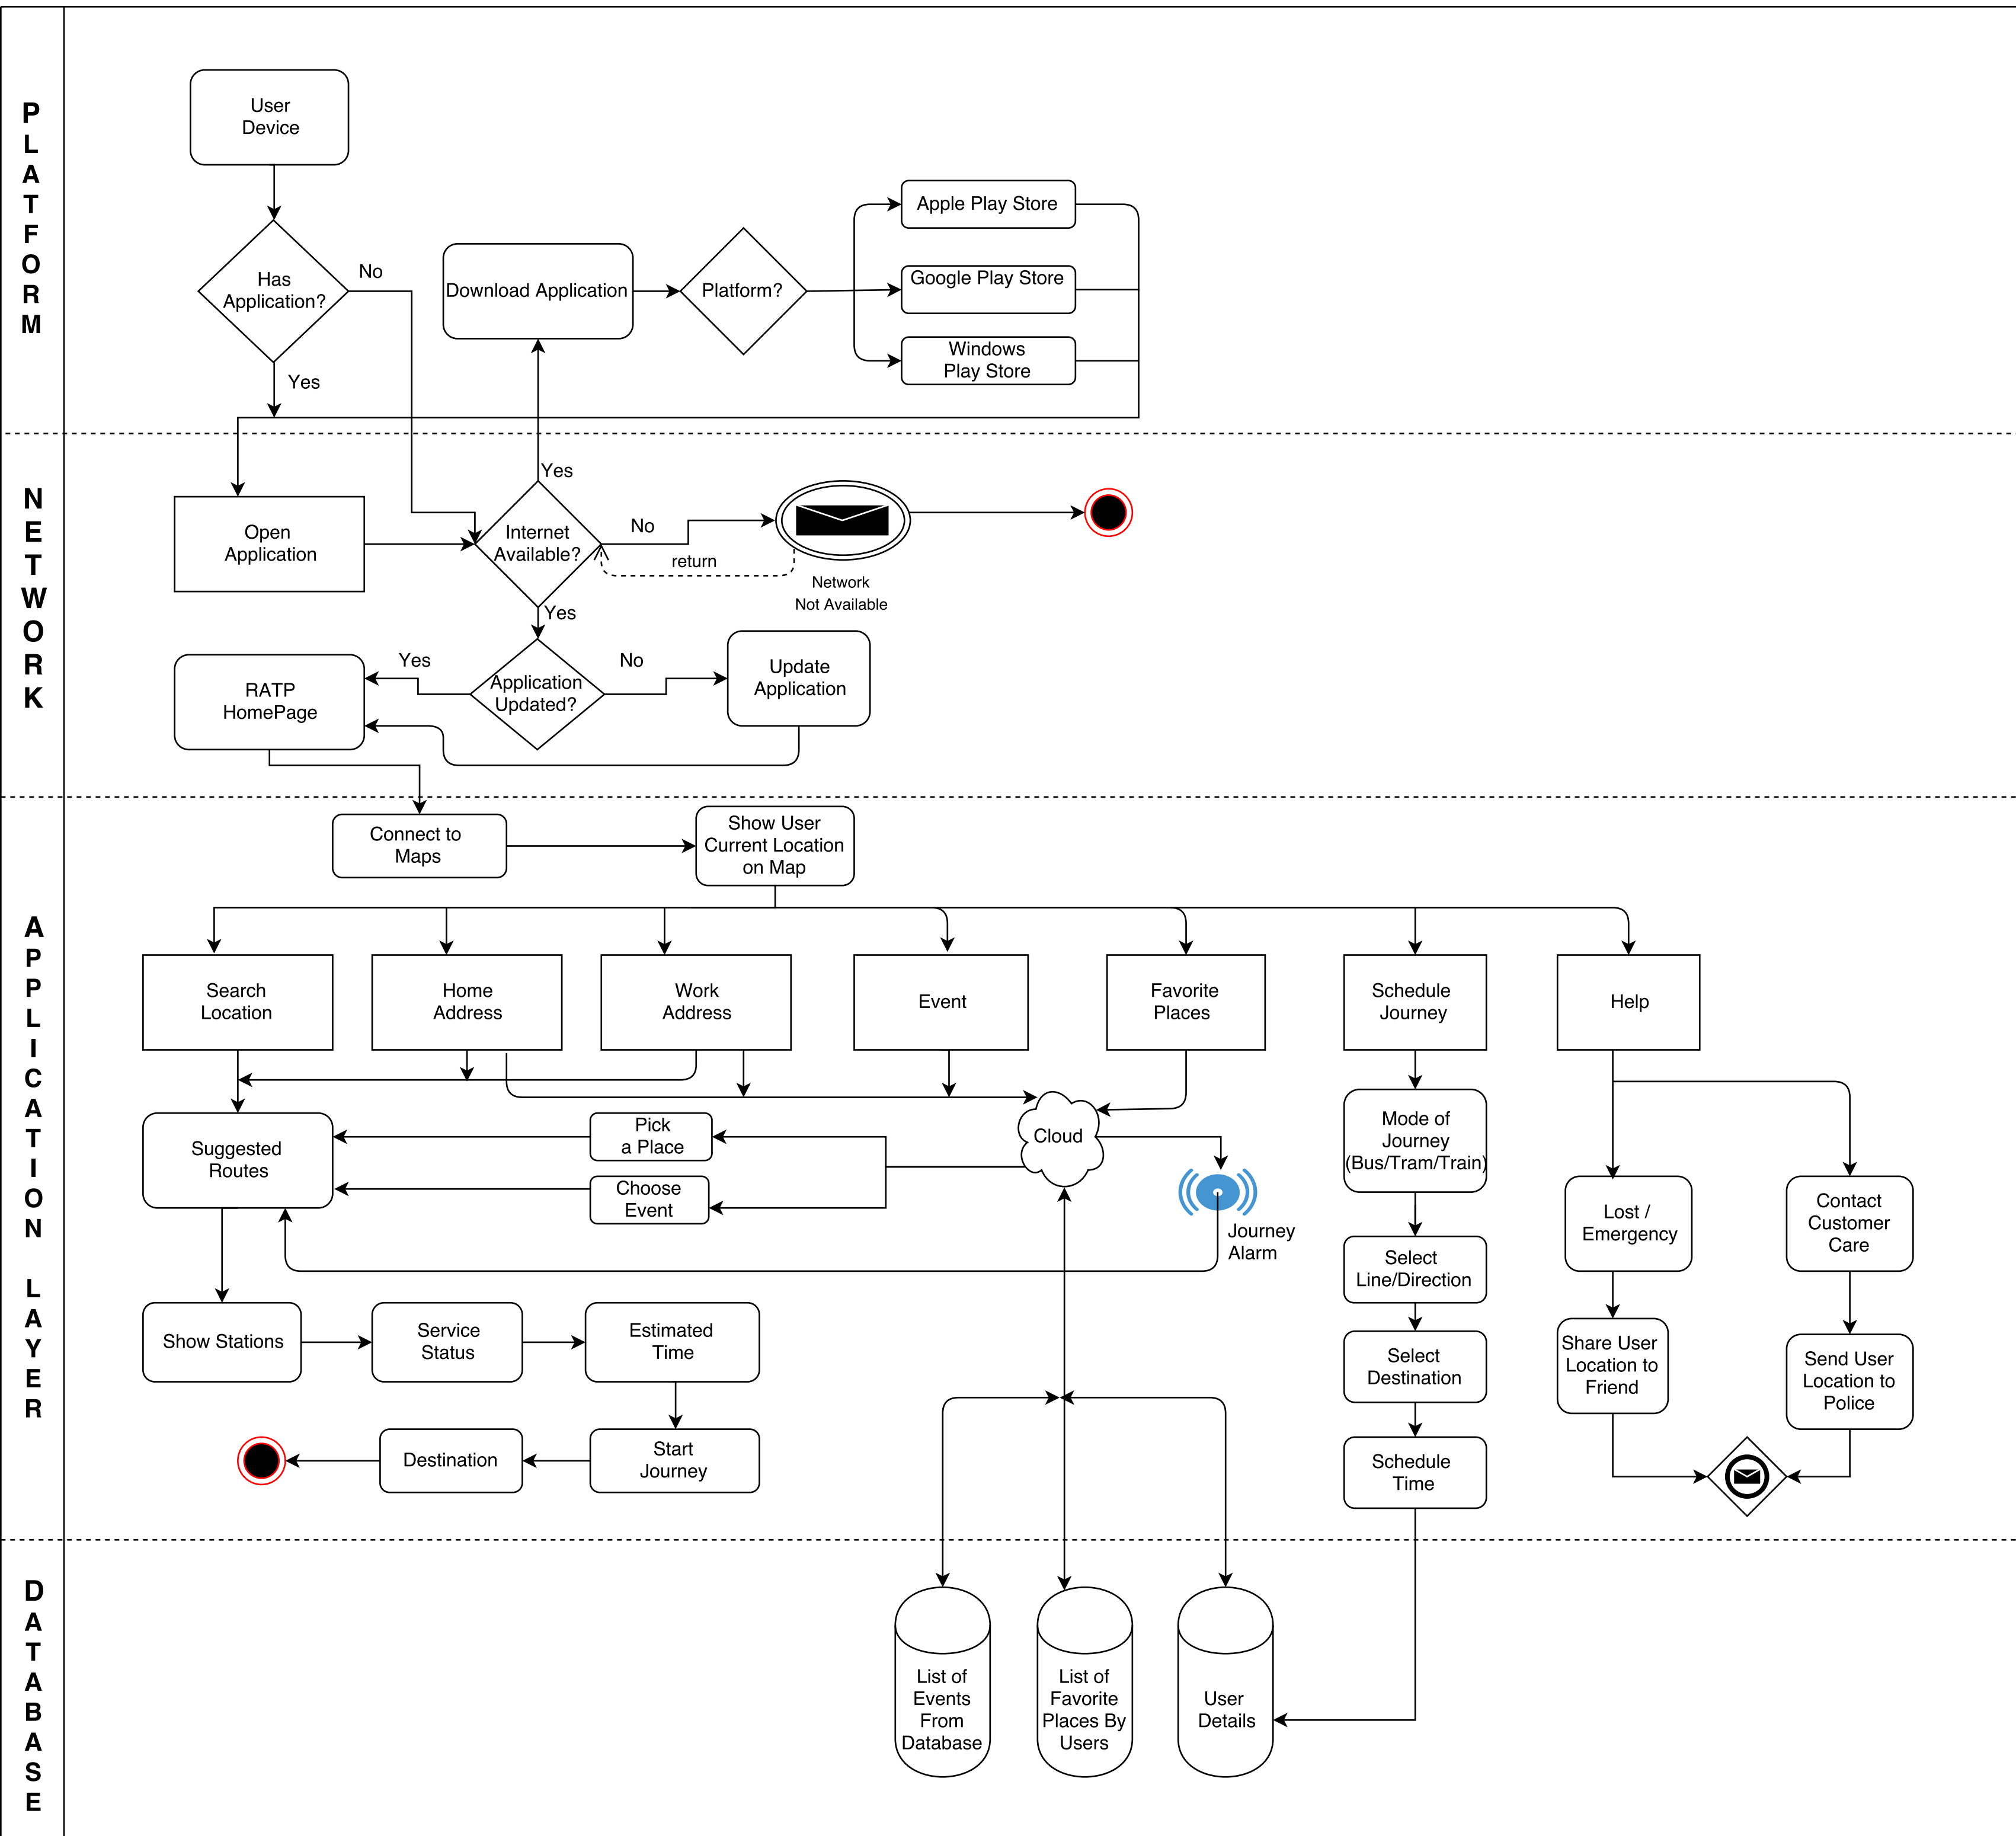 PLATFORM
User
Device
Has
Application?
No
Yes
Download Application
Platform?
Apple Play Store
Google Play Store
Windows
Play Store
NETWORK
Open
Application
Yes
Internet
Available?
No
return
Network
Not Available
Yes
RATP
HomePage
Yes
Application
Updated?
No
Update
Application
APPLICATION LAYER
Connect to
Maps
Show User
Current Location
on Map
Search
Location
Home
Address
Work
Address
Event
Favorite
Places
Schedule
Journey
Help
Suggested
Routes
Pick
a Place
Choose
Event
Cloud
Journey
Alarm
Mode of
Journey
(Bus/Tram/Train)
Select
Line/Direction
Select
Destination
Schedule
Time
Lost /
Emergency
Contact
Customer
Care
Share User
Location to
Friend
Send User
Location to
Police
Show Stations
Service
Status
Estimated
Time
Destination
Start
Journey
DATABASE
List of
Events
From
Database
List of
Favorite
Places By
Users
User
Details